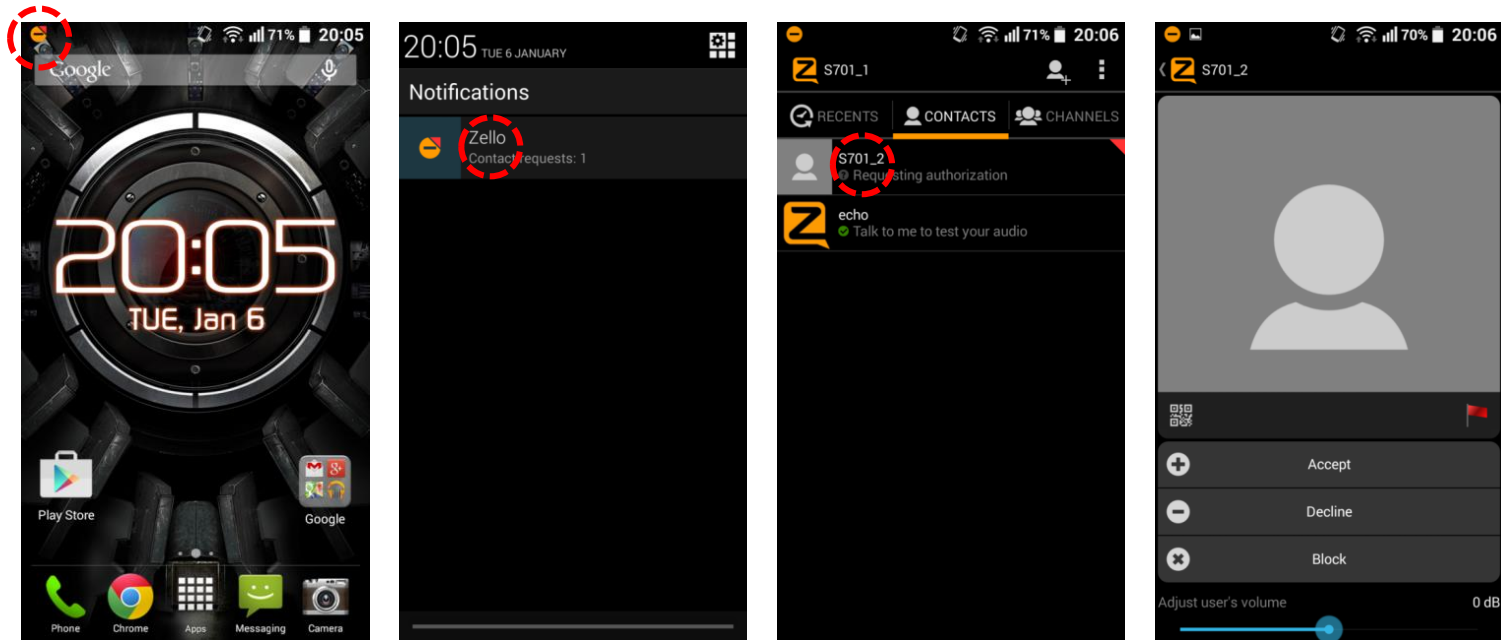 71% 20:05
Google
20:05
TUE, Jan 6
Play Store
Google
Phone
Chrome
Apps
Messaging
Camera
20:05 TUE 6 JANUARY
Notifications
Zello
Contact requests: 1
71% 20:06
S701_1
RECENTS
CONTACTS
CHANNELS
S701_2
Requesting authorization
echo
Talk to me to test your audio
70% 20:06
S701_2
Accept
Decline
Block
Adjust user's volume 0 dB